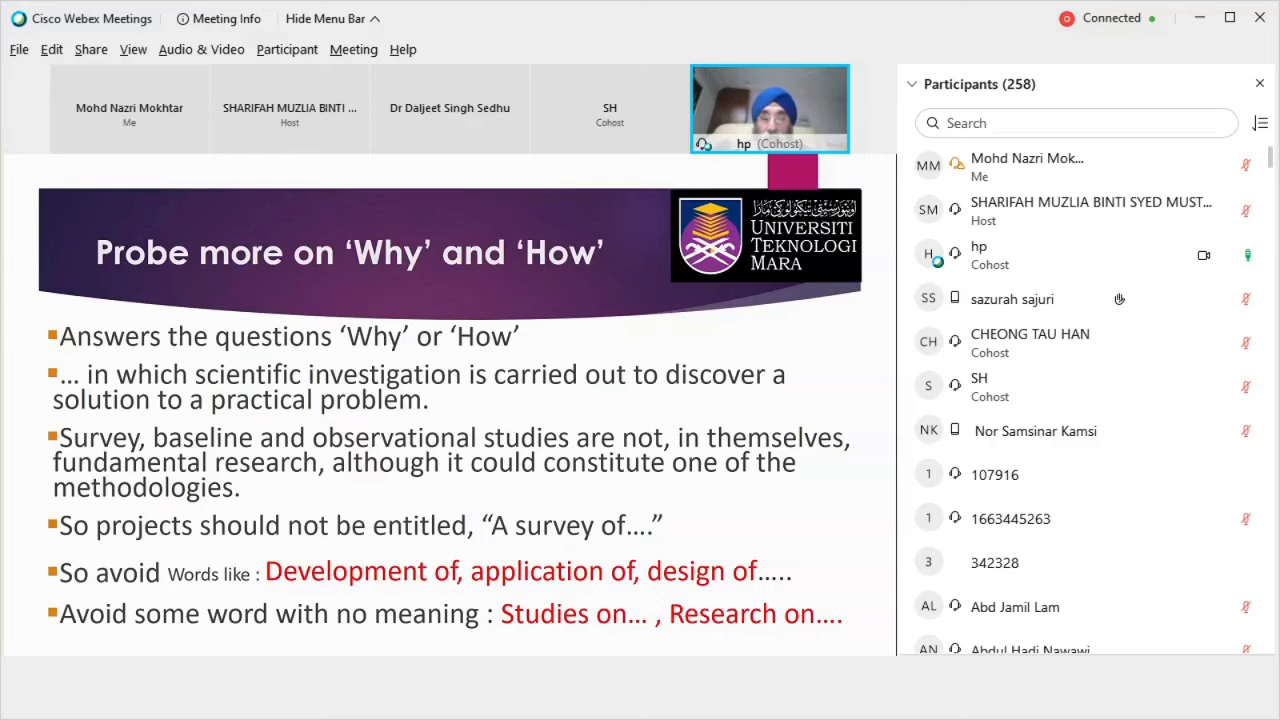 Cisco Webex Meetings
Meeting Info
Hide Menu Bar
Connected
File Edit Share View Audio & Video Participant Meeting Help
Mohd Nazri Mokhtar
Me
SHARIFAH MUZLIA BINTI ...
Host
Dr Daljeet Singh Sedhu
SH
Cohost
hp (Cohost)
Probe more on ‘Why’ and ‘How’
UNIVERSITI
TEKNOLOGI
MARA
Answers the questions ‘Why’ or ‘How’
... in which scientific investigation is carried out to discover a
solution to a practical problem.
Survey, baseline and observational studies are not, in themselves,
fundamental research, although it could constitute one of the
methodologies.
So projects should not be entitled, “A survey of....”
So avoid Words like : Development of, application of, design of.....
Avoid some word with no meaning : Studies on... , Research on....
Participants (258)
Search
MM Mohd Nazri Mok...
Me
SM SHARIFAH MUZLIA BINTI SYED MUST...
Host
H hp
Cohost
SS sazurah sajuri
CH CHEONG TAU HAN
Cohost
S SH
Cohost
NK Nor Samsinar Kamsi
1 107916
1 1663445263
3 342328
AL Abd Jamil Lam
AN Abdul Hadi Nawawi